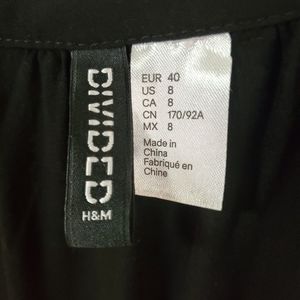 DIVIDED
H&M
EUR 40
US 8
CA 8
CN 170/92A
MX 8
Made in
China
Fabriqué en
Chine